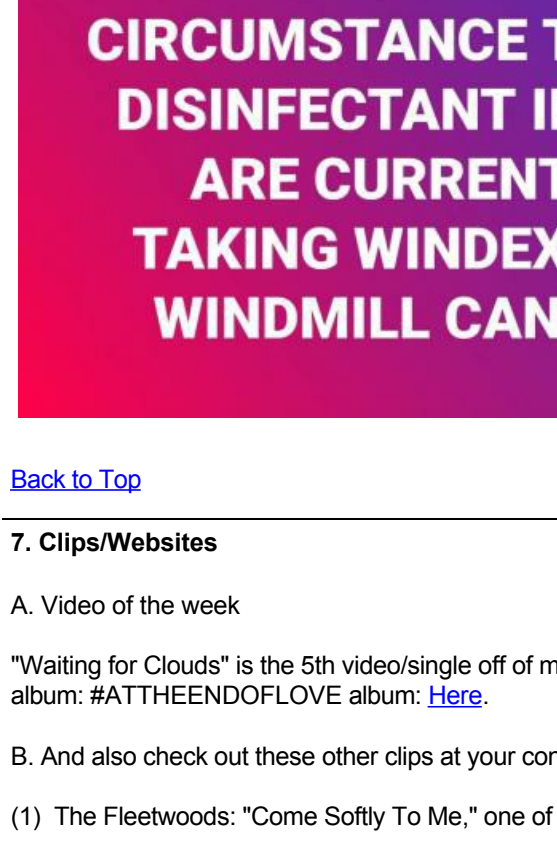 CIRCUMSTANCE
DISINFECTANT
ARE CURRENT
TAKING WINDEX
WINDMILL CAN
Back to Top
7. Clips/Websites
A. Video of the week
"Waiting for Clouds" is the 5th video/single off of
album: #ATTHEENDOFLOVE album: Here.
B. And also check out these other clips at your
(1) The Fleetwoods: "Come Softly To Me," one of